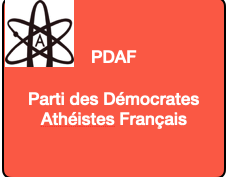 A
PDAF
Parti des Démocrates
Athéistes Français